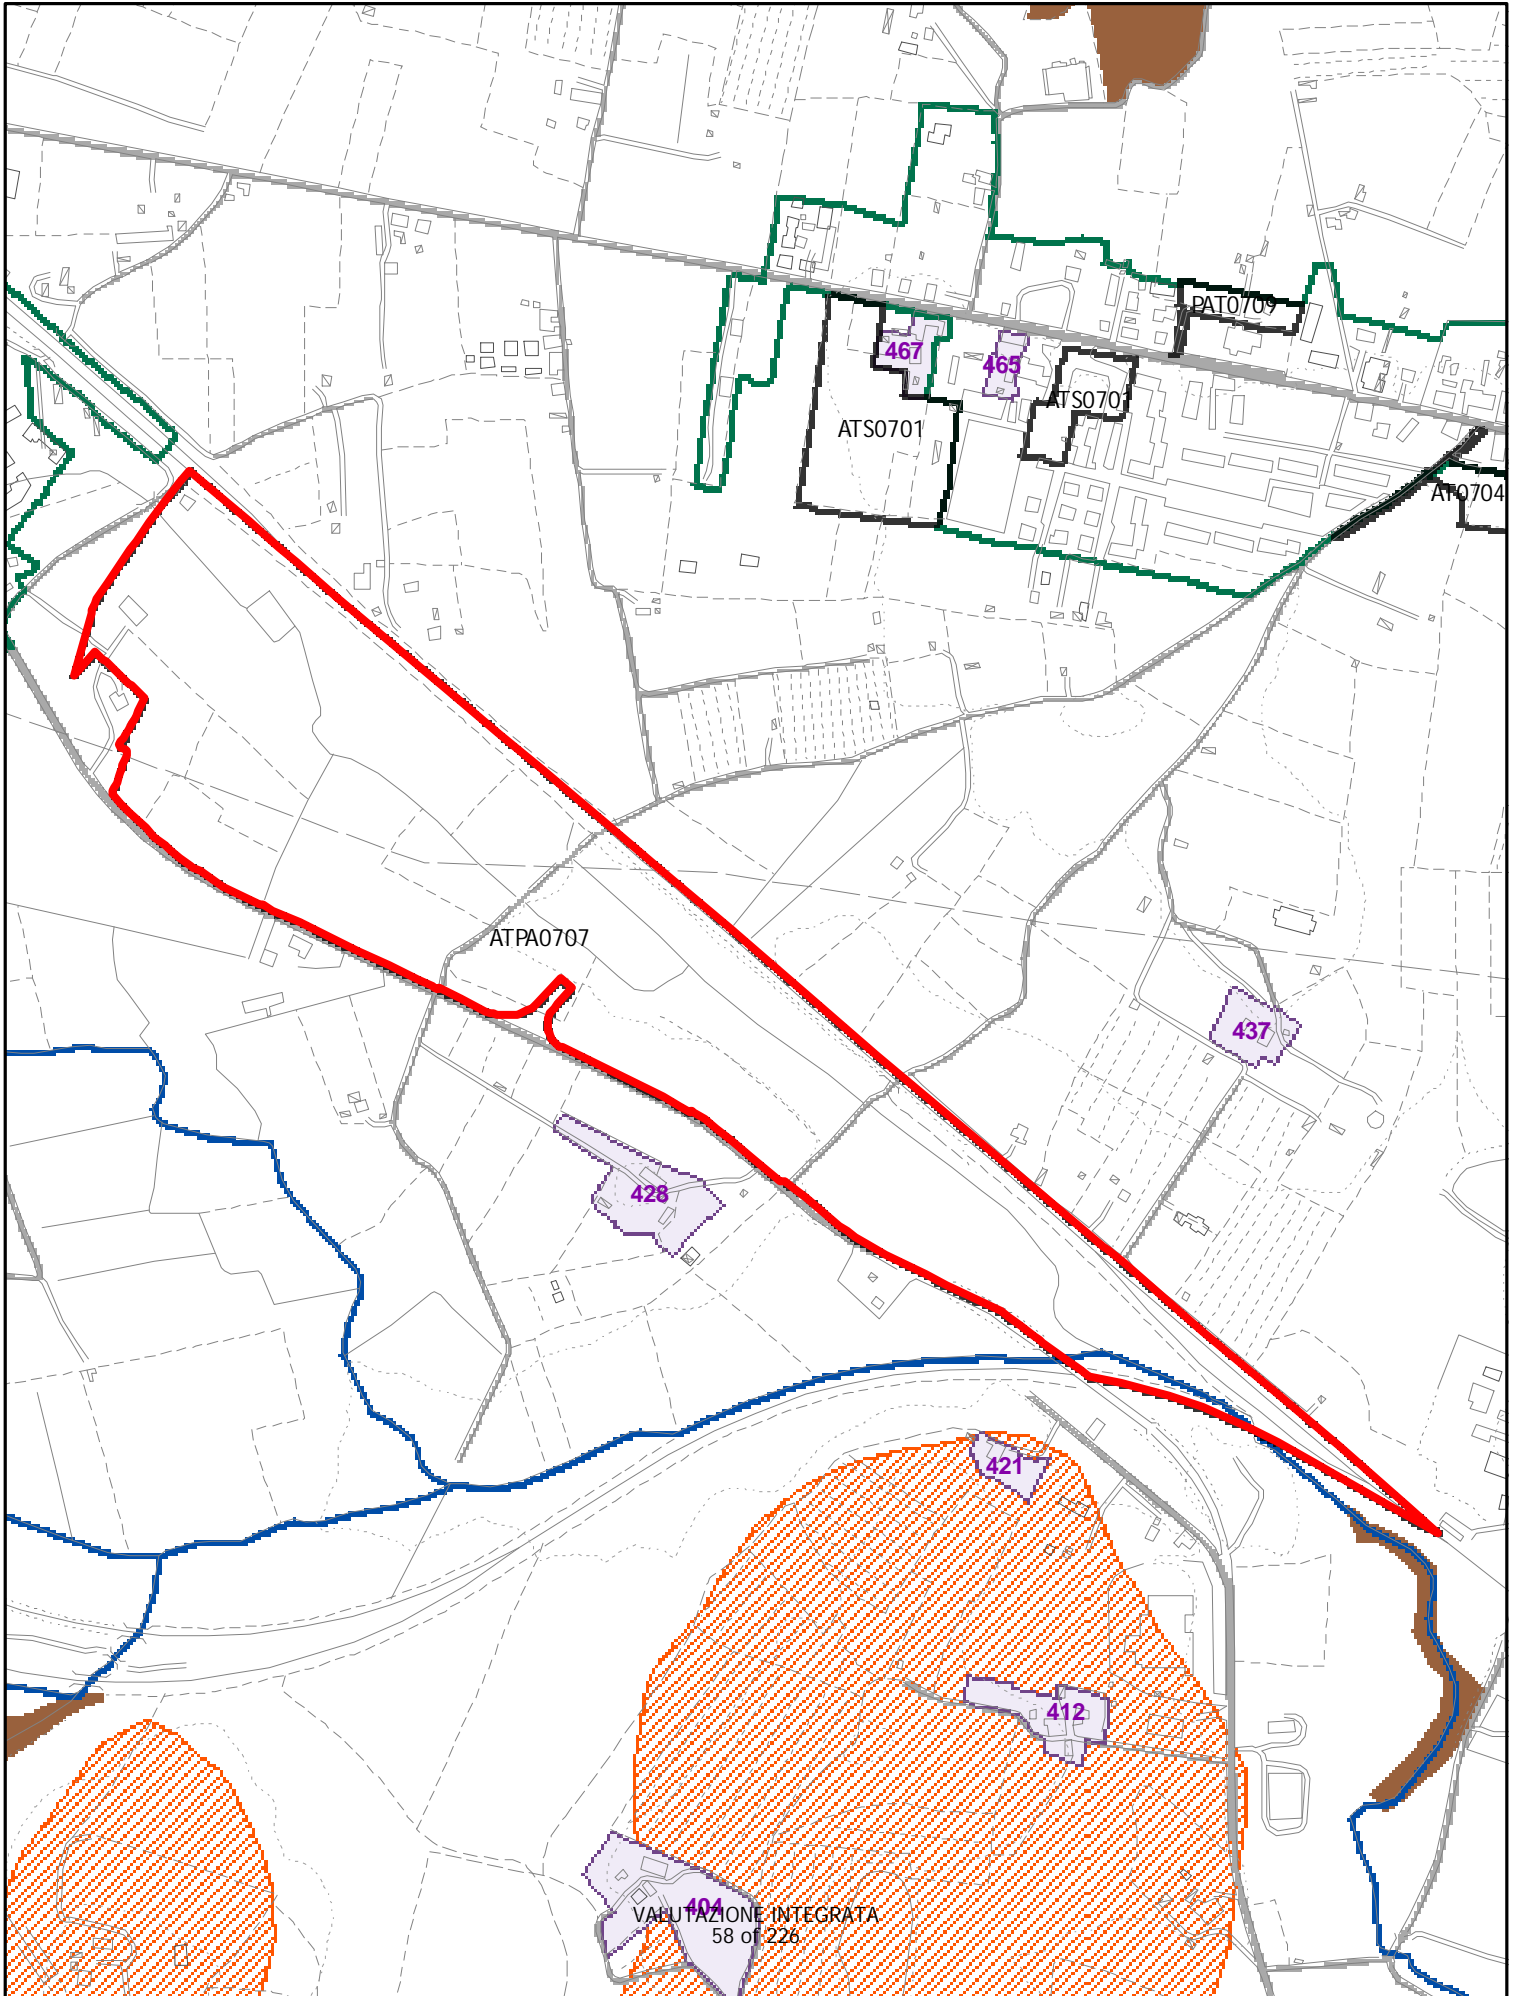 PAT0709
467
465
ATS0701
ATS0701
AT0704
ATPA0707
437
428
421
412
404
VALUTAZIONE INTEGRATA
58 of 226